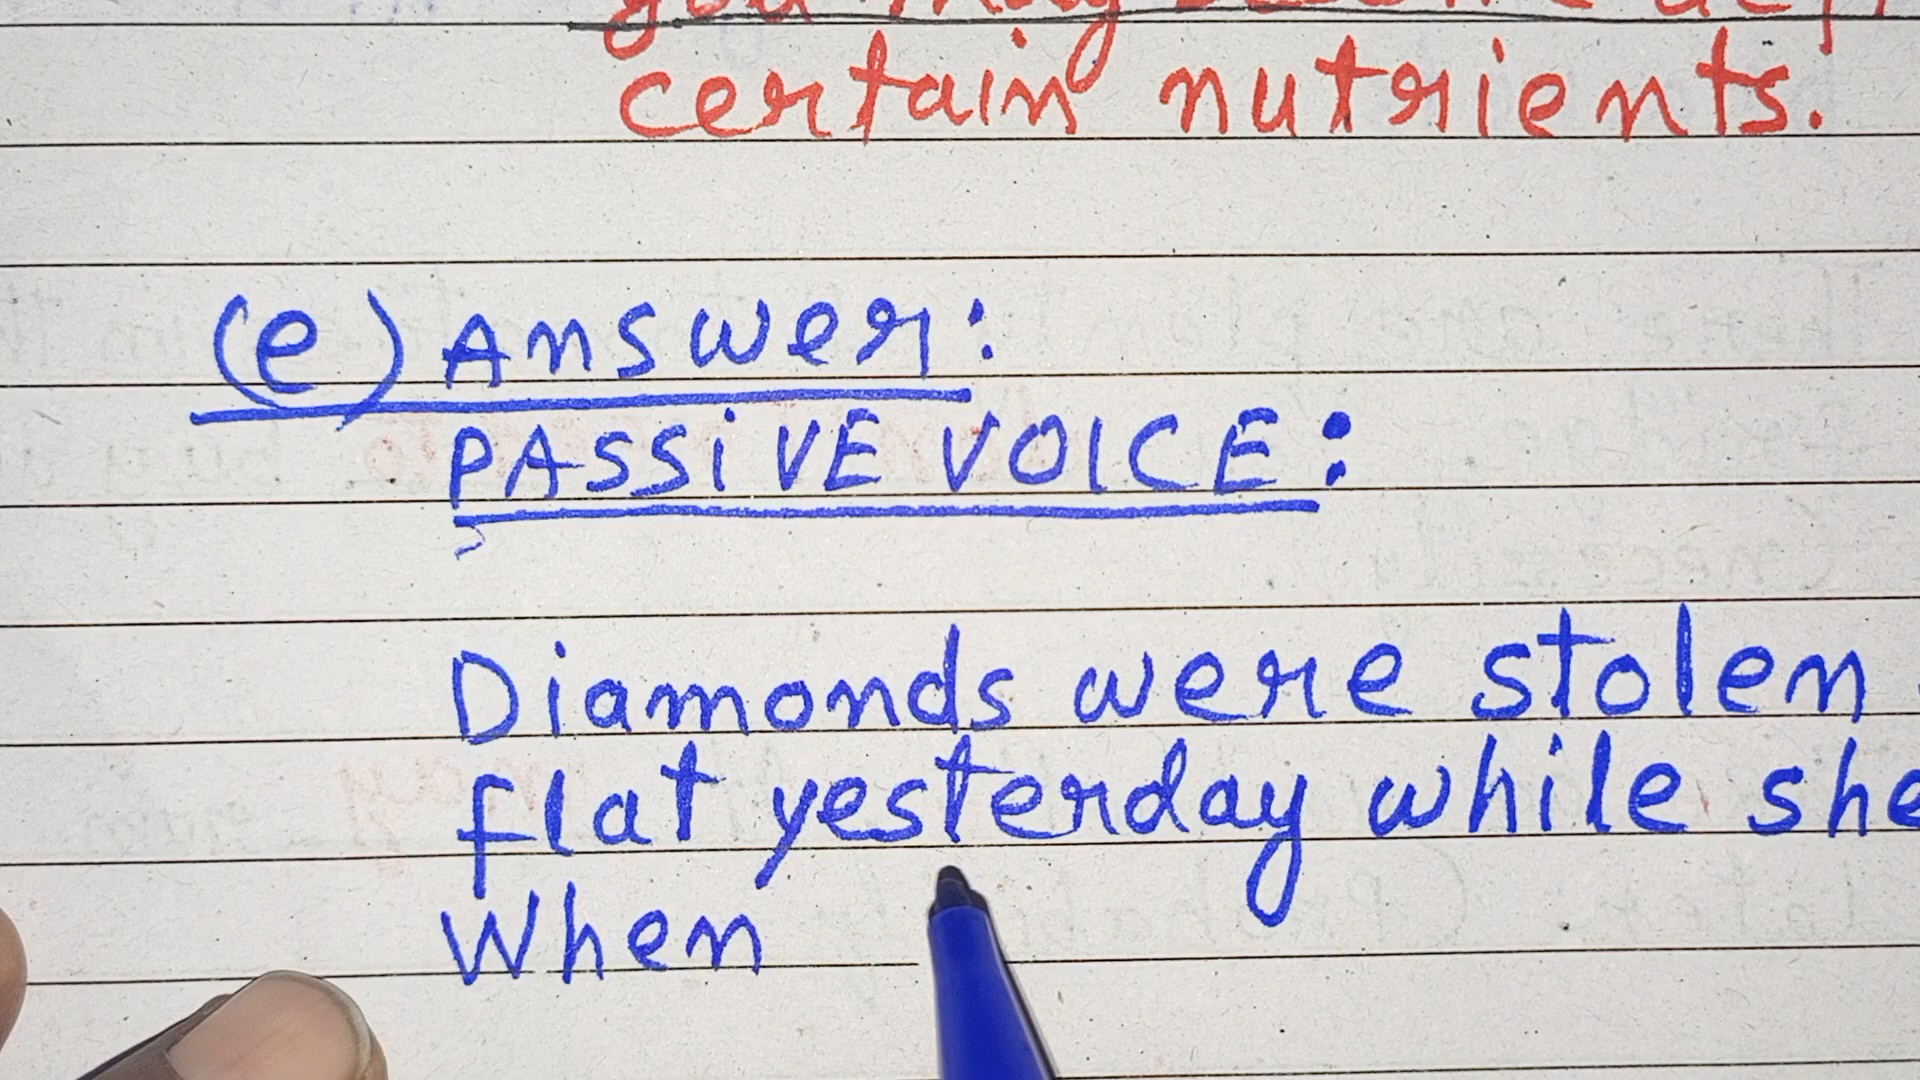 certain nutrients.
(e) Answer:
PASSiVE VOICE:
Diamonds were stolen
flat yesterday while she
When